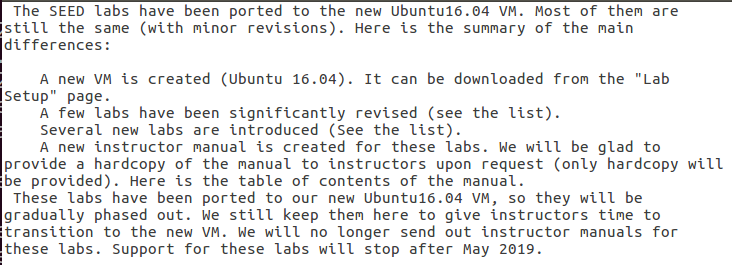 The SEED labs have been ported to the new Ubuntu16.04 VM. Most of them are
still the same (with minor revisions). Here is the summary of the main
differences:
A new VM is created (Ubuntu 16.04). It can be downloaded from the "Lab
Setup" page.
A few labs have been significantly revised (see the list).
Several new labs are introduced (See the list).
A new instructor manual is created for these labs. We will be glad to
provide a hardcopy of the manual to instructors upon request (only hardcopy will
be provided). Here is the table of contents of the manual.
These labs have been ported to our new Ubuntu16.04 VM, so they will be
gradually phased out. We still keep them here to give instructors time to
transition to the new VM. We will no longer send out instructor manuals for
these labs. Support for these labs will stop after May 2019.